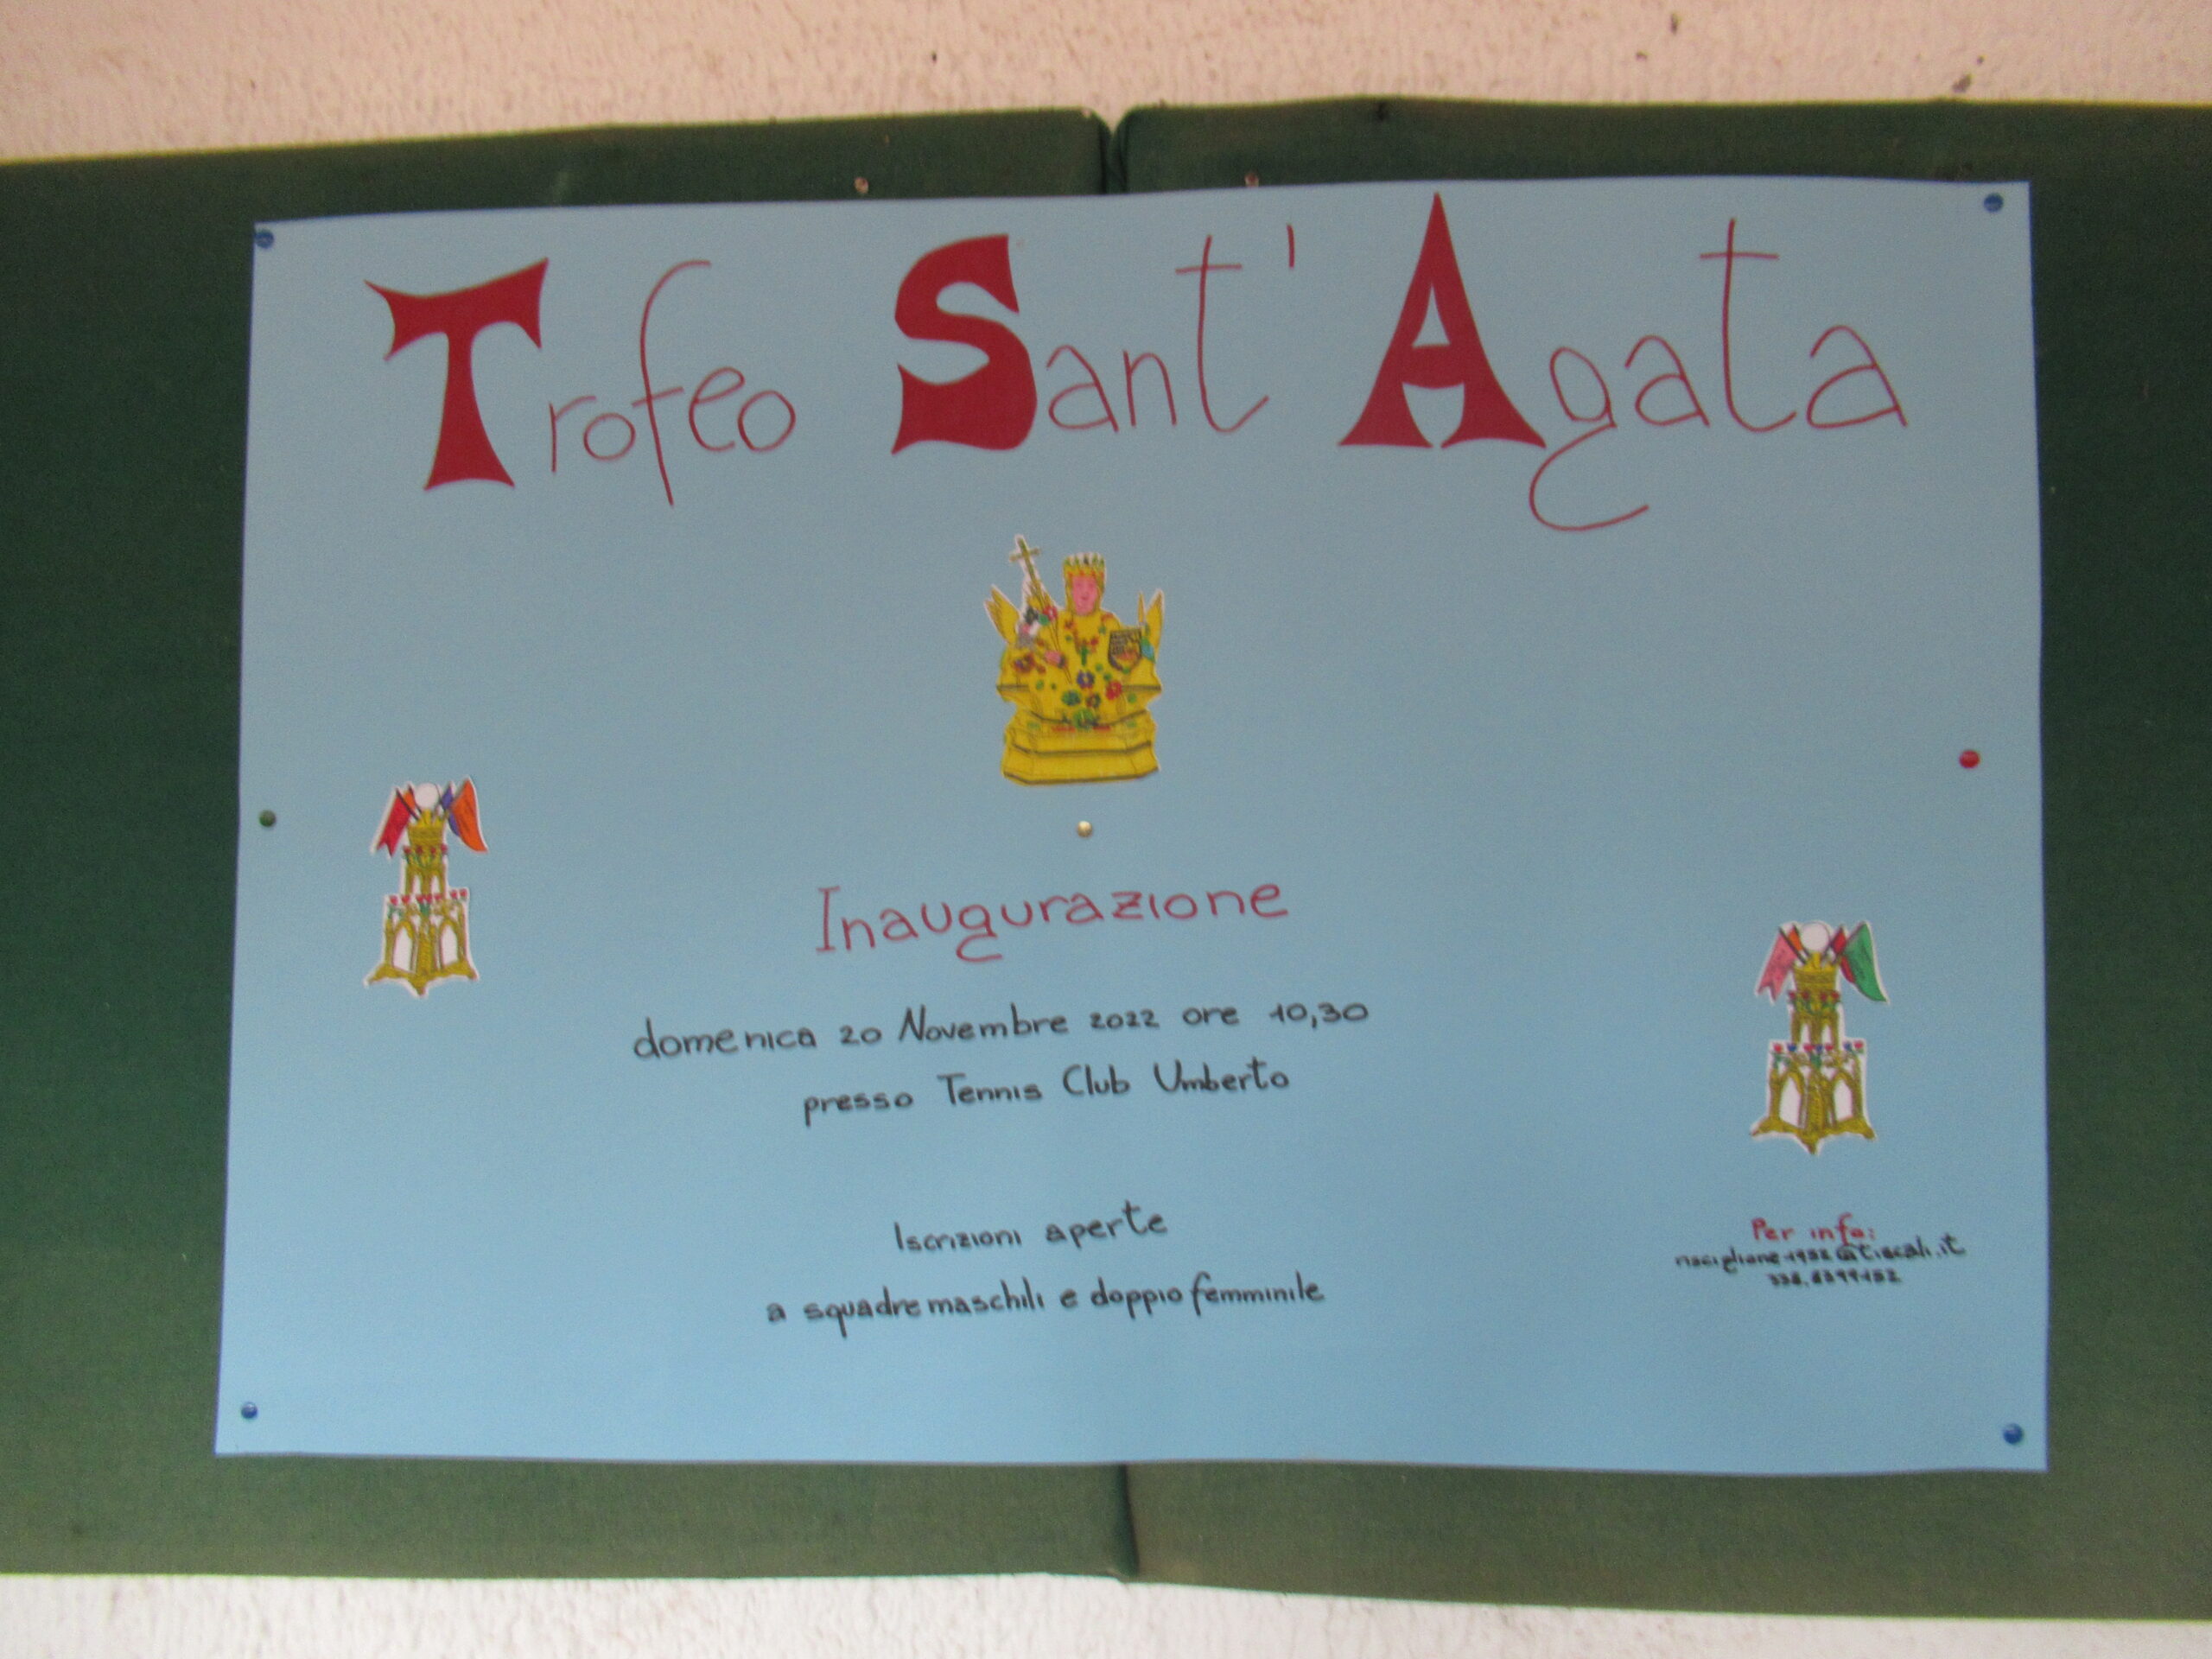 Trofeo Sant'Agata
Inaugurazione
domenica 20 Novembre 2022 ore 10,30
presso Tennis Club Umberto
Iscrizioni aperte
a squadre maschili e doppio femminile
Per info: